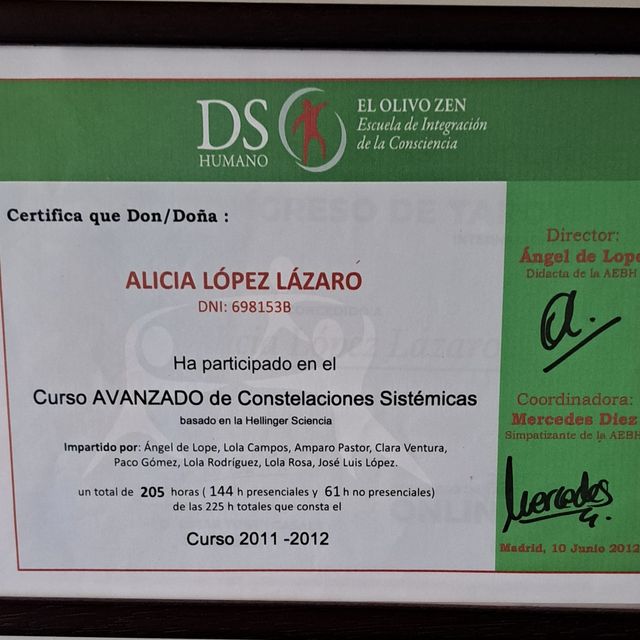 DS
HUMANO
EL OLIVO ZEN
Escuela de Integración
de la Consciencia
Certifica que Don/Doña :
ALICIA LÓPEZ LÁZARO
DNI: 698153B
Ha participado en el
Curso AVANZADO de Constelaciones Sistémicas
basado en la Hellinger Sciencia
Impartido por: Ángel de Lope, Lola Campos, Amparo Pastor, Clara Ventura,
Paco Gómez, Lola Rodríguez, Lola Rosa, José Luis López.
un total de 205 horas ( 144 h presenciales y 61 h no presenciales)
de las 225 h totales que consta el
Curso 2011 -2012
Director:
Ángel de Lope
Didacta de la AEBH
a.
Coordinadora:
Mercedes Diez
Simpatizante de la AEBH
Mercedes
Madrid, 10 Junio 2012